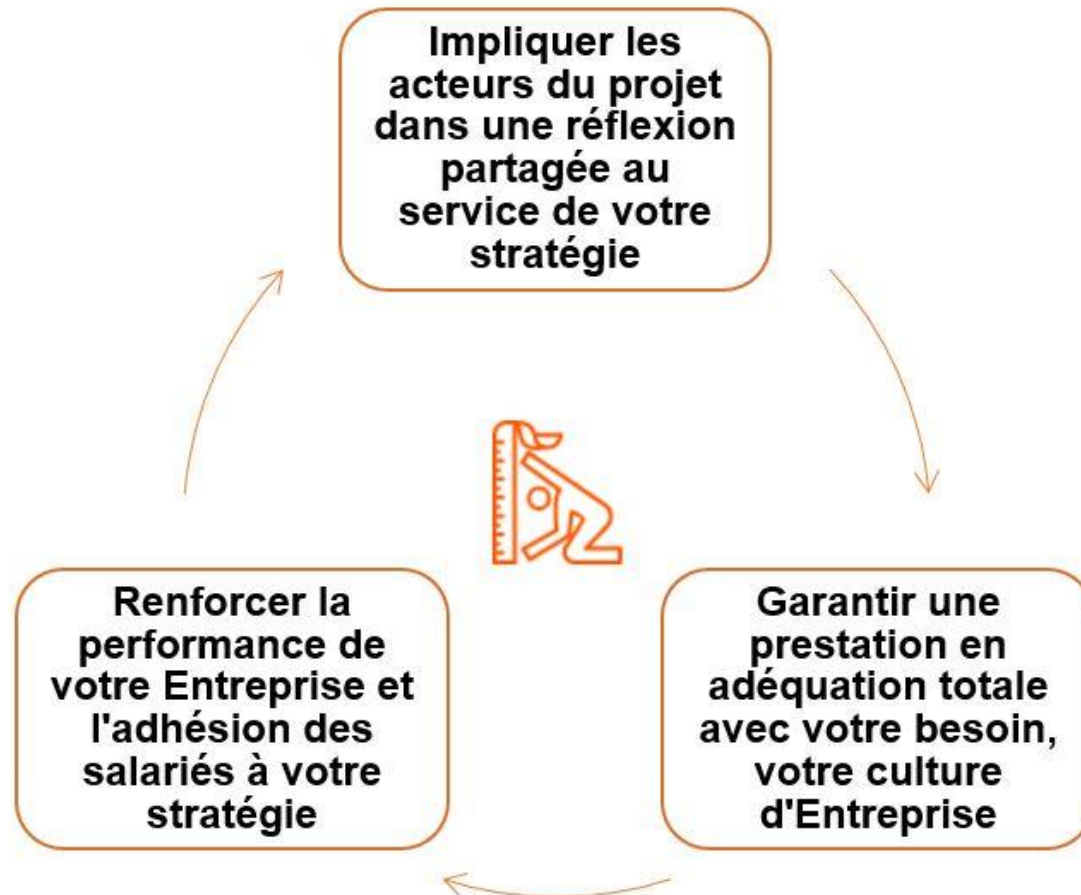 Impliquer les
acteurs du projet
dans une réflexion
partagée au
service de votre
stratégie
Garantir une
prestation en
adéquation totale
avec votre besoin,
votre culture
d'Entreprise
Renforcer la
performance de
votre Entreprise et
l'adhésion des
salariés à votre
stratégie